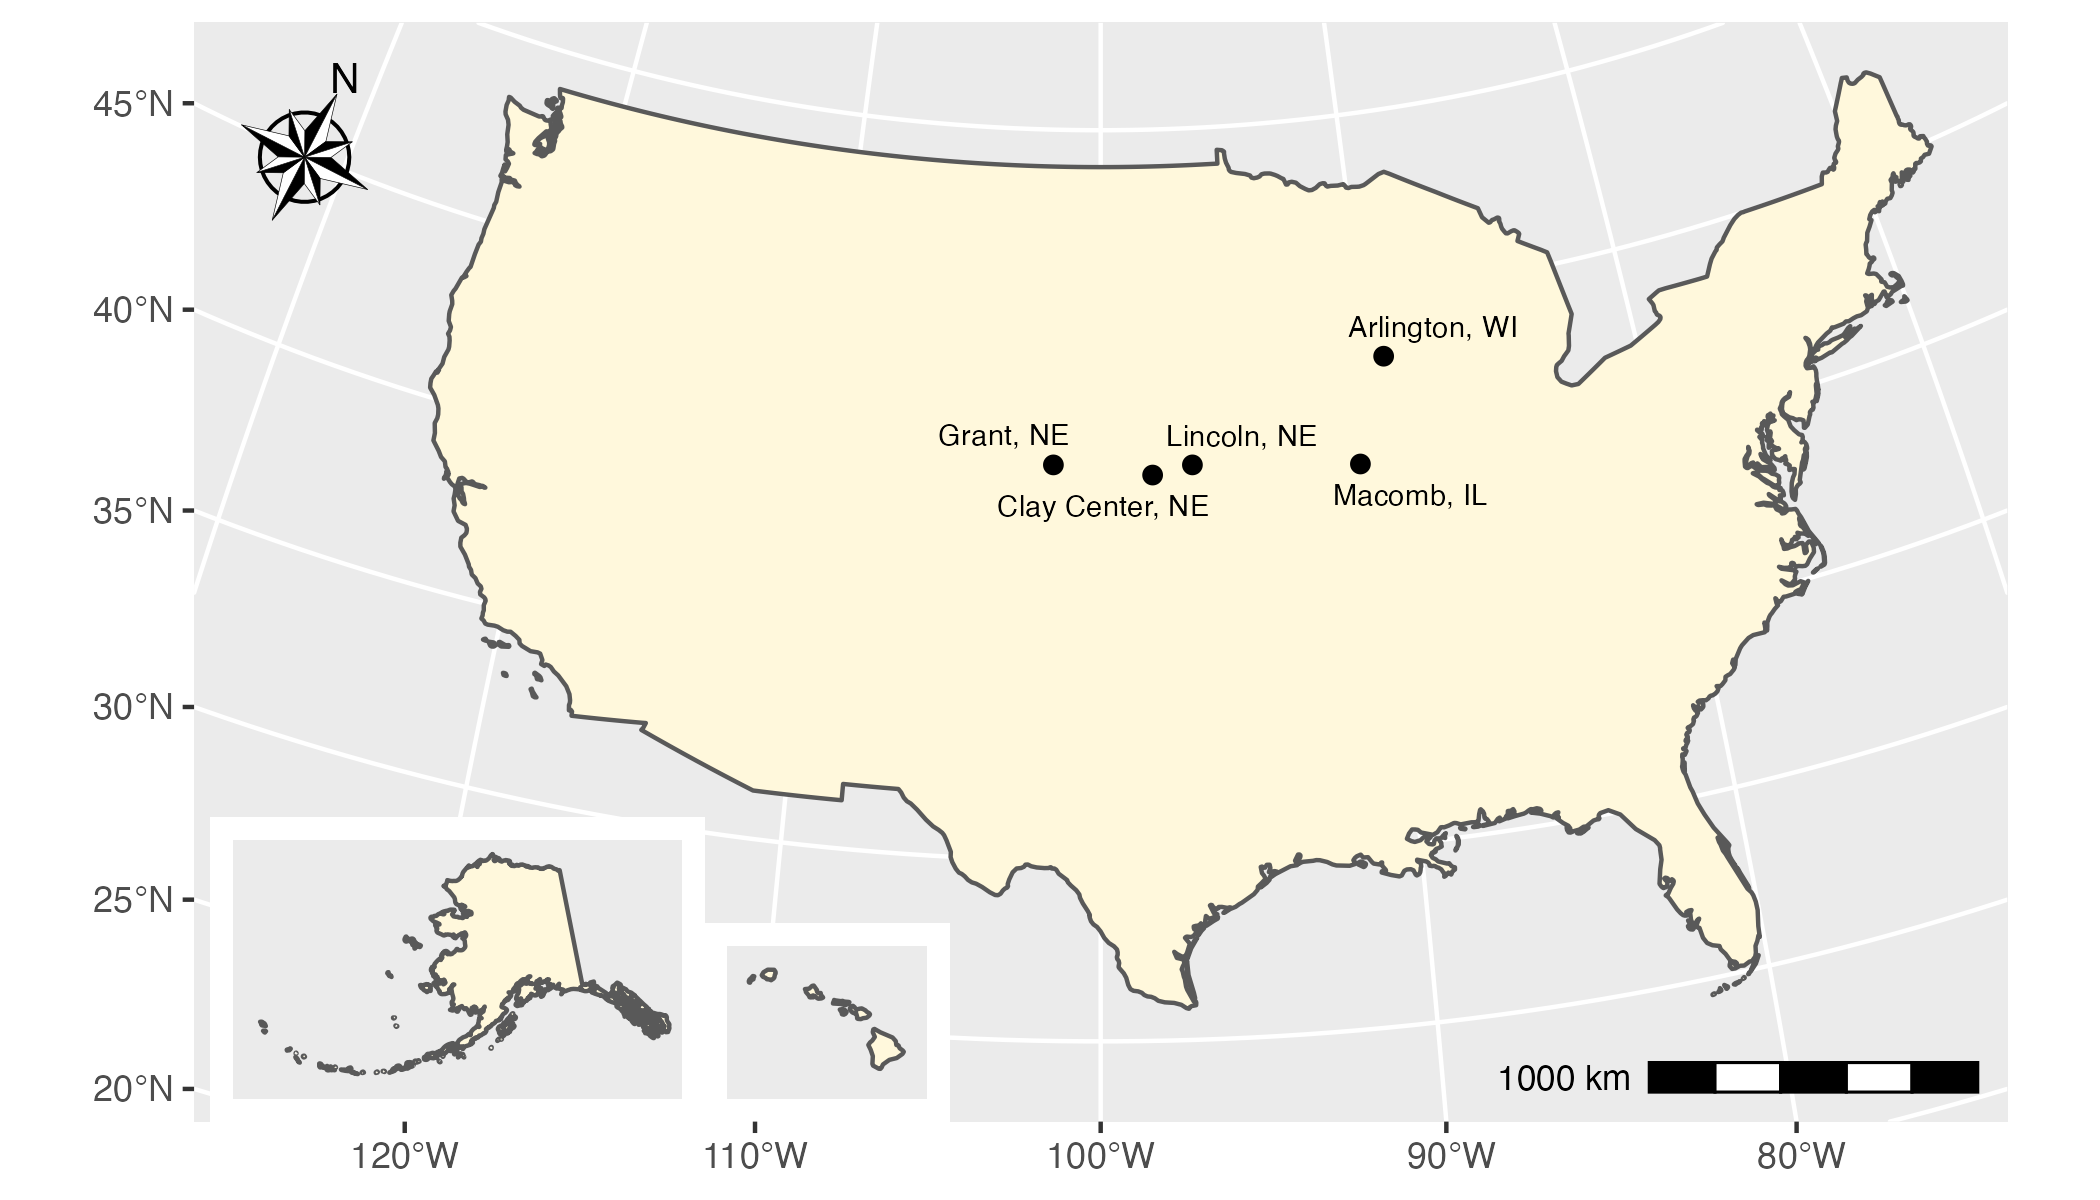 N
45°N
40°N
35°N
30°N
25°N
20°N
Arlington, WI
Grant, NE
Lincoln, NE
Clay Center, NE
Macomb, IL
1000 km
120°W
110°W
100°W
90°W
80°W